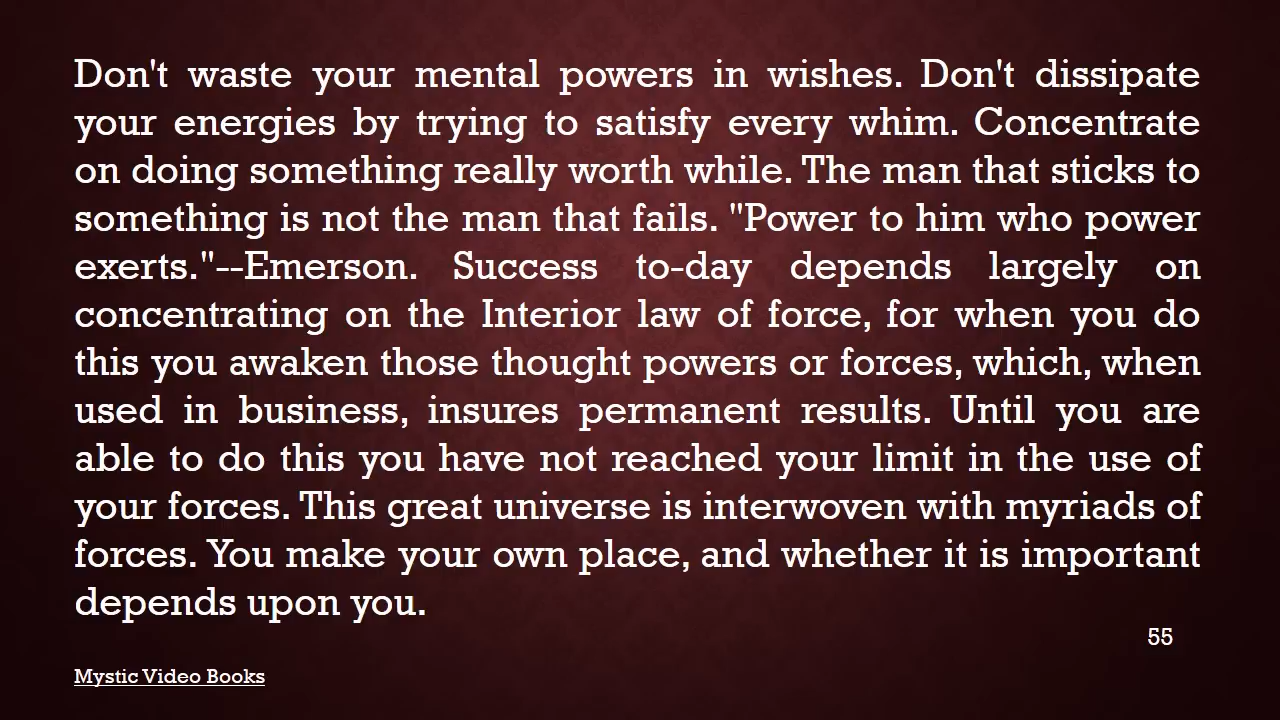 Don't waste your mental powers in wishes. Don't dissipate
your energies by trying to satisfy every whim. Concentrate
on doing something really worth while. The man that sticks to
something is not the man that fails. "Power to him who power
exerts."--Emerson. Success to-day depends largely on
concentrating on the Interior law of force, for when you do
this you awaken those thought powers or forces, which, when
used in business, insures permanent results. Until you are
able to do this you have not reached your limit in the use of
your forces. This great universe is interwoven with myriads of
forces. You make your own place, and whether it is important
depends upon you.
55
Mystic Video Books